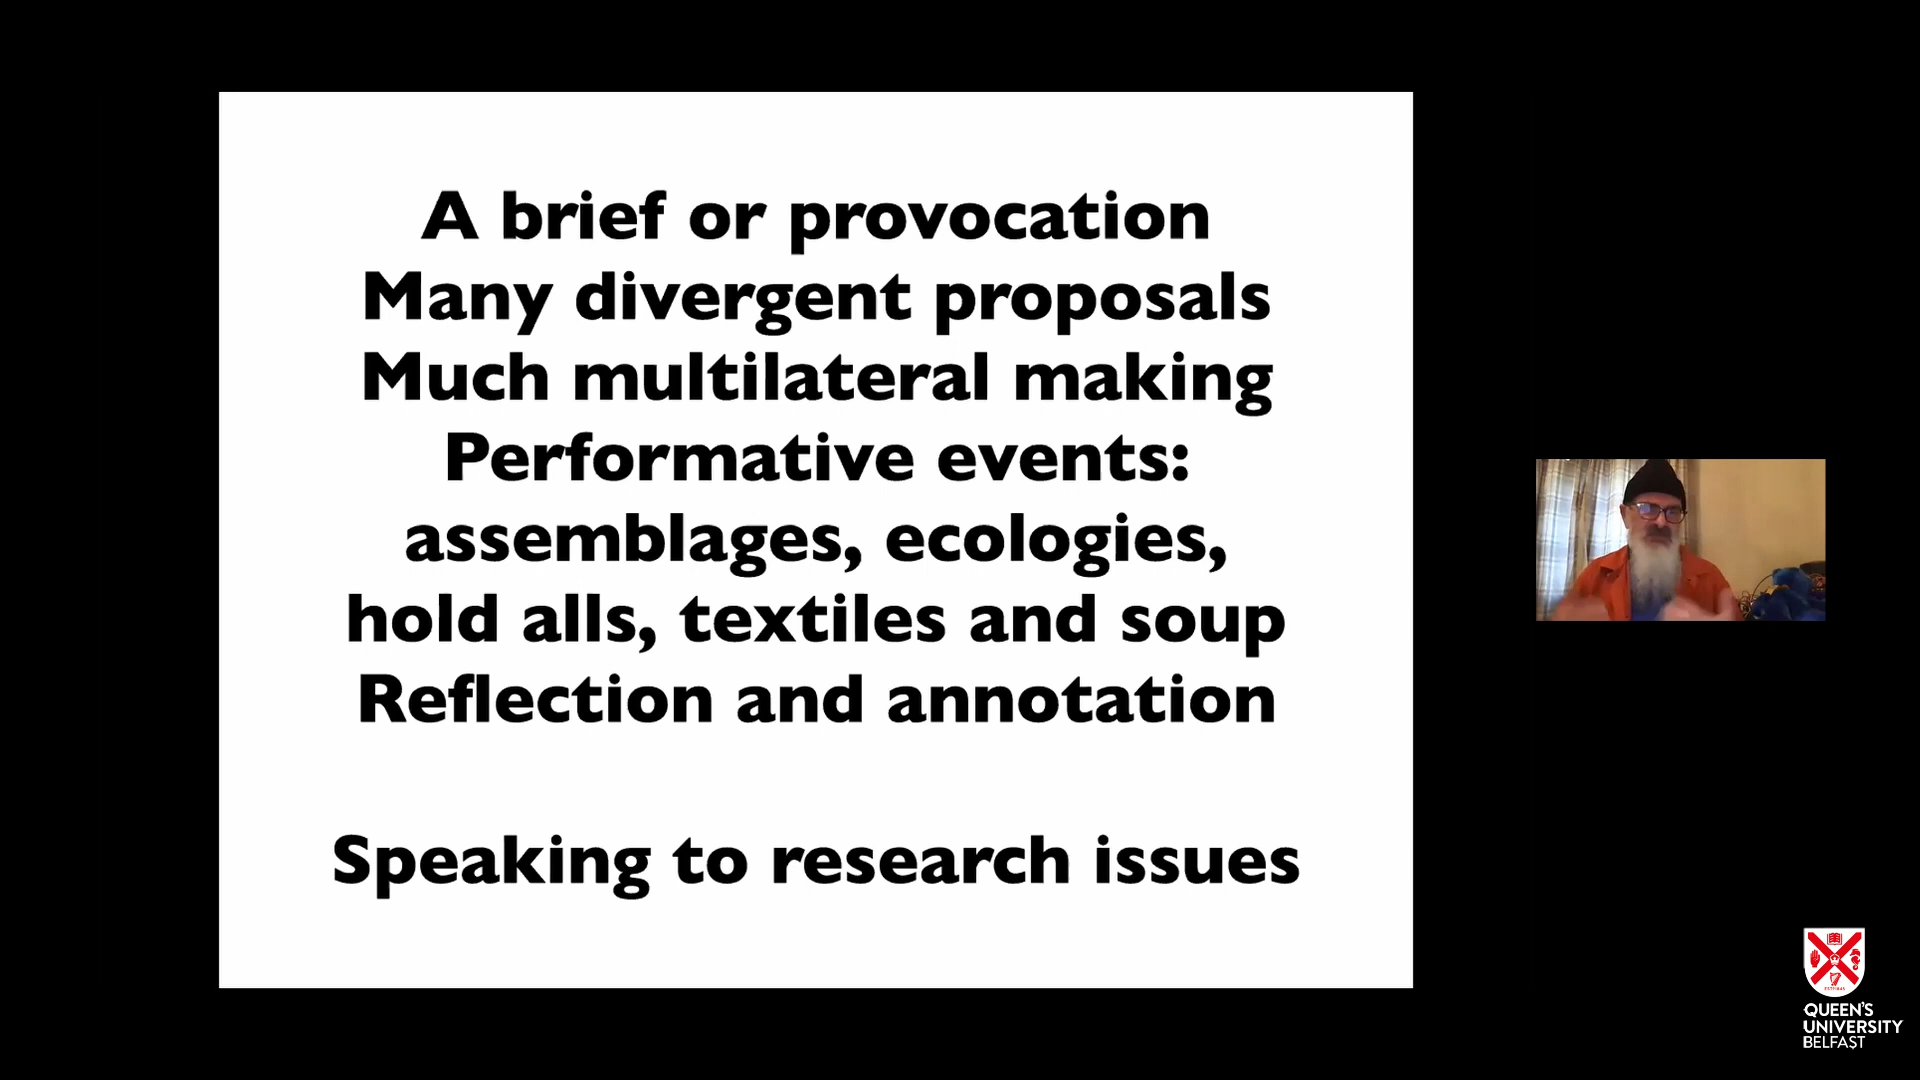 A brief or provocation
Many divergent proposals
Much multilateral making
Performative events:
assemblages, ecologies,
hold alls, textiles and soup
Reflection and annotation
Speaking to research issues
QUEEN'S
UNIVERSITY
BELFAST